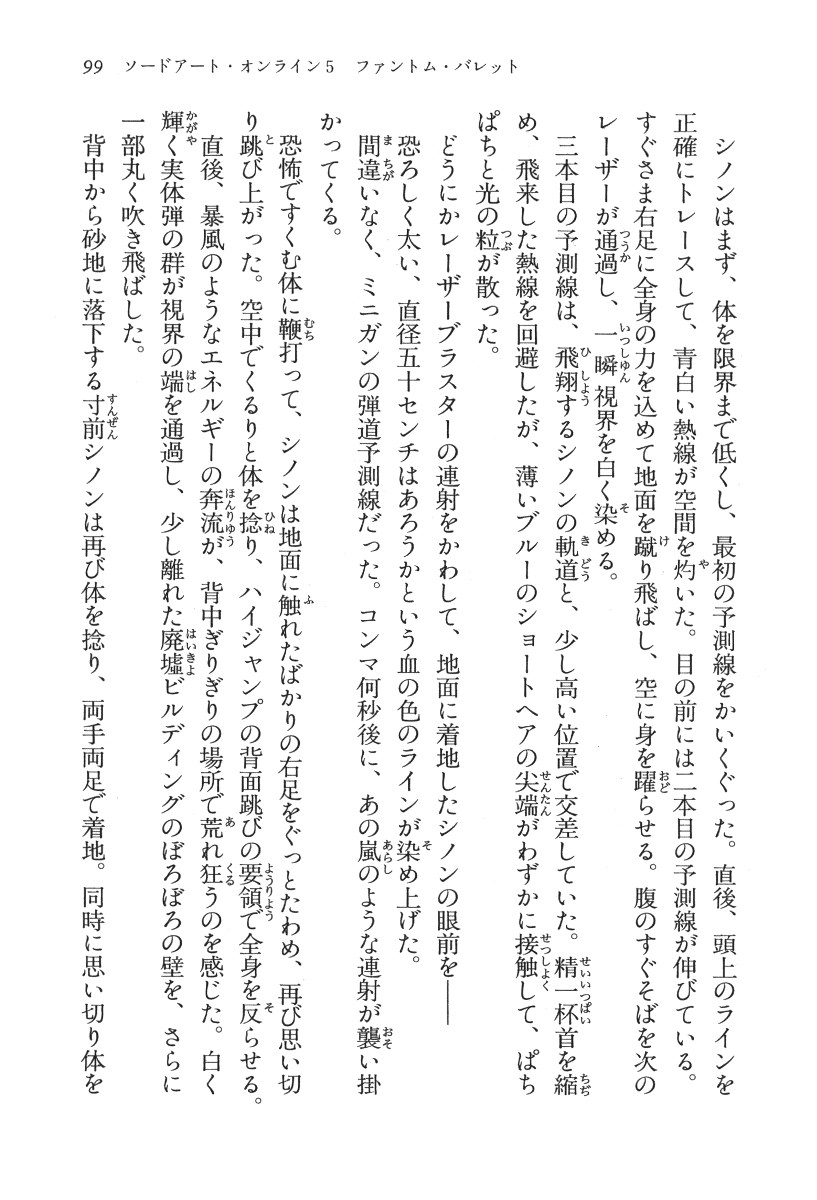 99　ソードアート・オンライン5　ファントム・バレット
　シノンはまず、体を限界まで低くし、最初の予測線をかいくぐった。直後、頭上のラインを
正確にトレースして、青白い熱線が空間を灼いた。目の前には二本目の予測線が伸びている。
すぐさま右足に全身の力を込めて地面を蹴り飛ばし、空に身を躍らせる。腹のすぐそばを次の
レーザーが通過し、一瞬視界を白く染める。
　三本目の予測線は、飛翔するシノンの軌道と、少し高い位置で交差していた。精一杯首を縮
め、飛来した熱線を回避したが、薄いブルーのショートヘアの尖端がわずかに接触して、ぱち
ぱちと光の粒が散った。
　どうにかレーザーブラスターの連射をかわして、地面に着地したシノンの眼前を――
　恐ろしく太い、直径五十センチはあろうかという血の色のラインが染め上げた。
　間違いなく、ミニガンの弾道予測線だった。コンマ何秒後に、あの嵐のような連射が襲い掛
かってくる。
　恐怖ですくむ体に鞭打って、シノンは地面に触れたばかりの右足をぐっとたわめ、再び思い切
り跳び上がった。空中でくるりと体を捻り、ハイジャンプの背面跳びの要領で全身を反らせる。
　直後、暴風のようなエネルギーの奔流が、背中ぎりぎりの場所で荒れ狂うのを感じた。白く
輝く実体弾の群が視界の端を通過し、少し離れた廃墟ビルディングのぼろぼろの壁を、さらに
一部丸く吹き飛ばした。
　背中から砂地に落下する寸前シノンは再び体を捻り、両手両足で着地。同時に思い切り体を